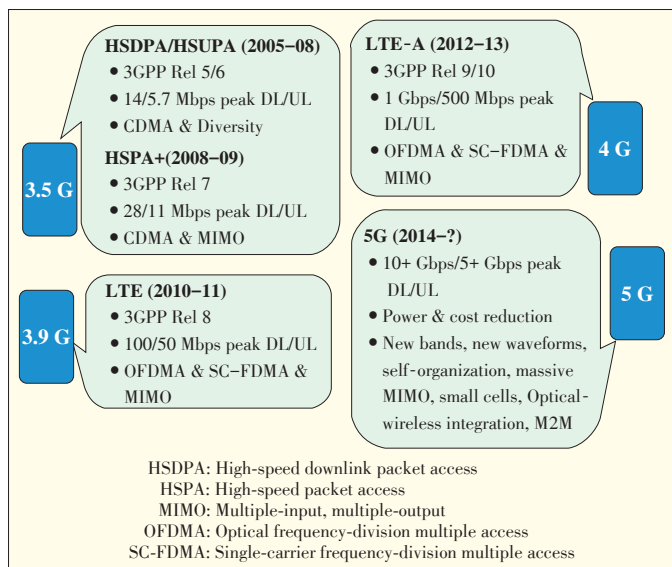 HSDPA/HSUPA (2005–08)
• 3GPP Rel 5/6
• 14/5.7 Mbps peak DL/UL
• CDMA & Diversity
HSPA+(2008–09)
• 3GPP Rel 7
• 28/11 Mbps peak DL/UL
• CDMA & MIMO
3.5 G
LTE (2010–11)
• 3GPP Rel 8
• 100/50 Mbps peak DL/UL
• OFDMA & SC–FDMA &
MIMO
3.9 G
LTE-A (2012–13)
• 3GPP Rel 9/10
• 1 Gbps/500 Mbps peak
DL/UL
• OFDMA & SC–FDMA &
MIMO
4 G
5G (2014–?)
• 10+ Gbps/5+ Gbps peak
DL/UL
• Power & cost reduction
• New bands, new waveforms,
self-organization, massive
MIMO, small cells, Optical-
wireless integration, M2M
5 G
HSDPA: High-speed downlink packet access
HSPA: High-speed packet access
MIMO: Multiple-input, multiple-output
OFDMA: Optical frequency-division multiple access
SC-FDMA: Single-carrier frequency-division multiple access